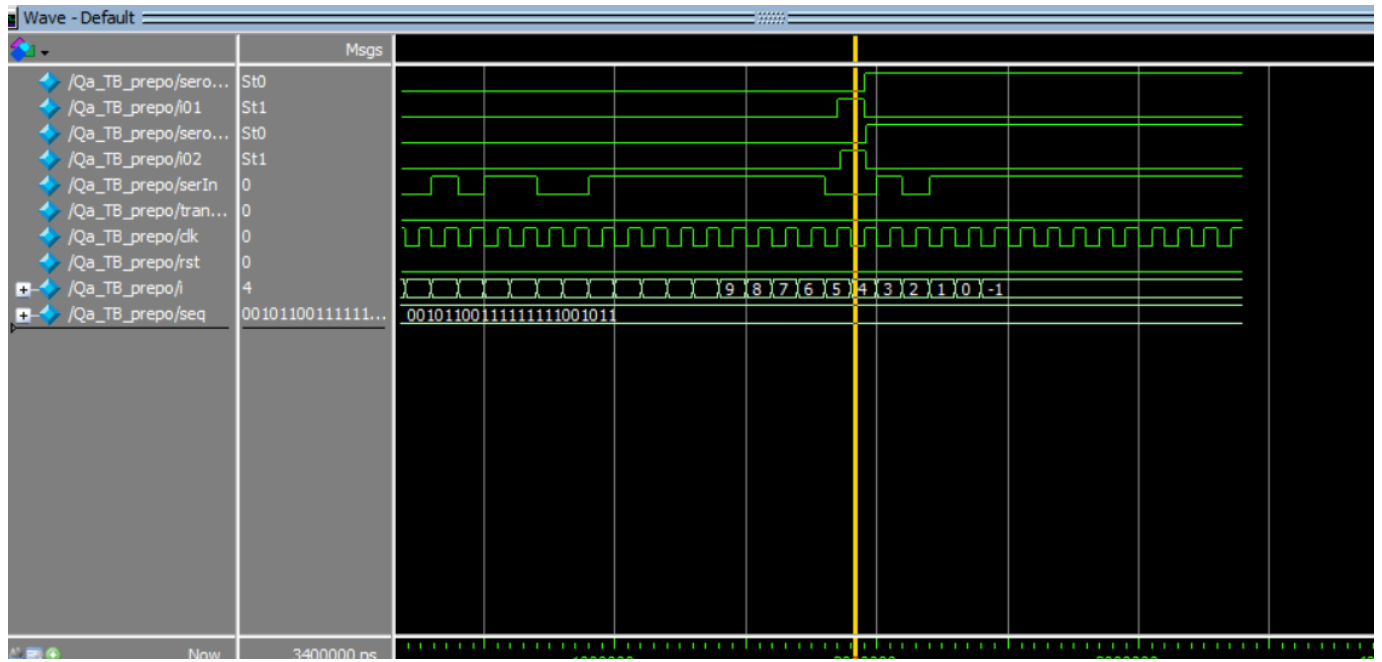 Wave - Default
Msgs
/Qa_TB_prepo/sero... St0
/Qa_TB_prepo/i01 St1
/Qa_TB_prepo/sero... St0
/Qa_TB_prepo/i02 St1
/Qa_TB_prepo/serIn 0
/Qa_TB_prepo/tran... 0
/Qa_TB_prepo/clk 0
/Qa_TB_prepo/rst 0
/Qa_TB_prepo/i 4 9 8 7 6 5 4 3 2 1 0 -1
/Qa_TB_prepo/seq 00101100111111... 00101100111111111001011
Now 3400000 ns